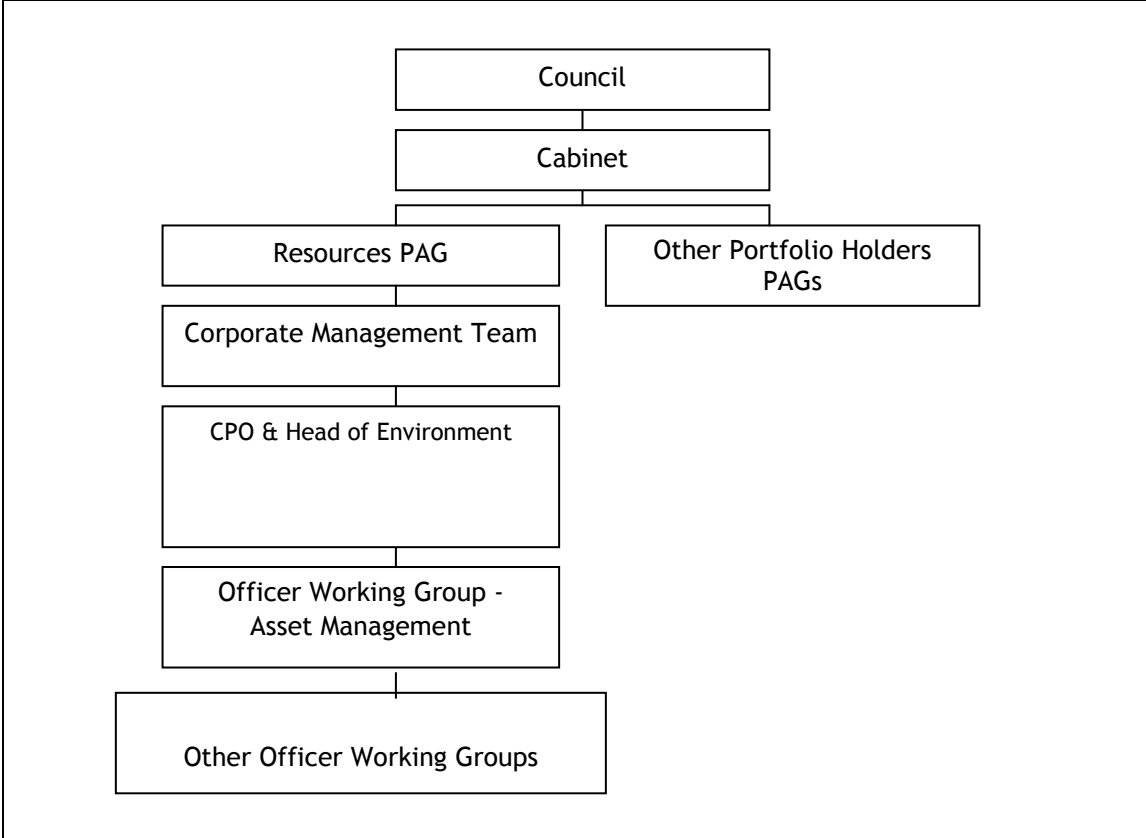 Council
Cabinet
Resources PAG
Other Portfolio Holders
PAGs
Corporate Management Team
CPO & Head of Environment
Officer Working Group -
Asset Management
Other Officer Working Groups